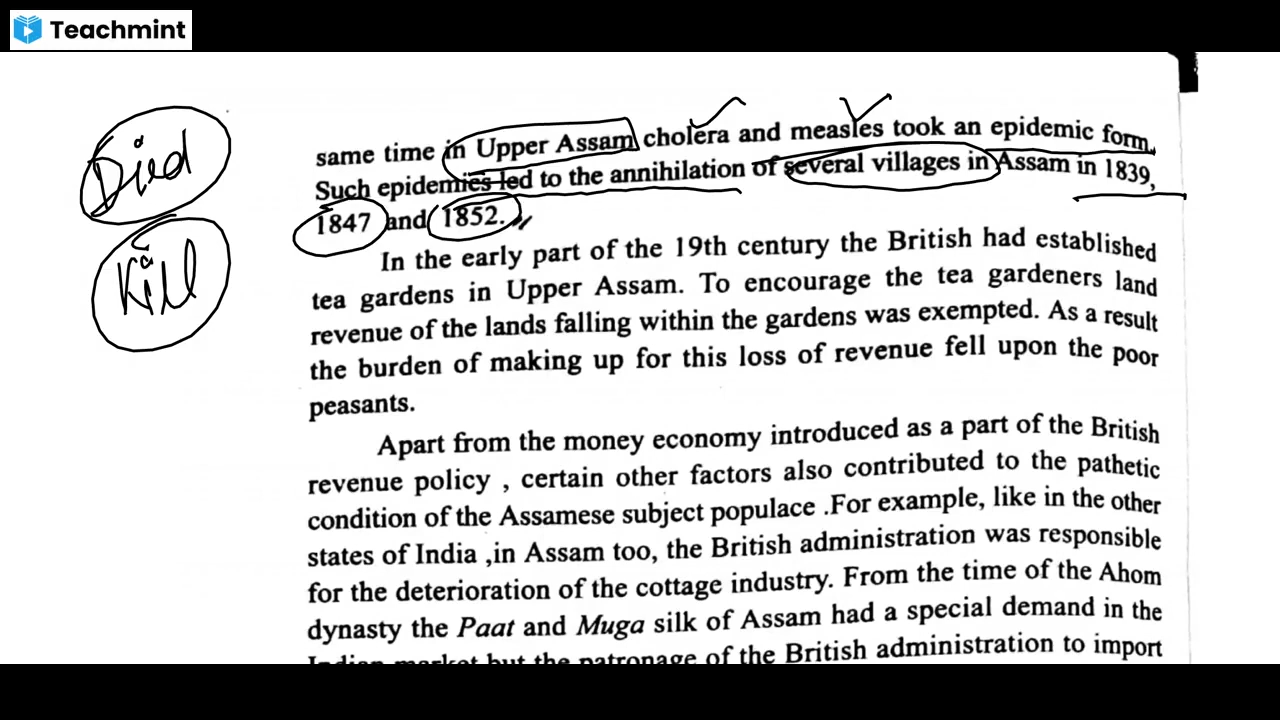 Teachmint
Died
Kill
same time in Upper Assam cholera and measles took an epidemic form.
Such epidemies led to the annihilation of several villages in Assam in 1839,
1847 and 1852.
In the early part of the 19th century the British had established
tea gardens in Upper Assam. To encourage the tea gardeners land
revenue of the lands falling within the gardens was exempted. As a result
the burden of making up for this loss of revenue fell upon the poor
peasants.
Apart from the money economy introduced as a part of the British
revenue policy , certain other factors also contributed to the pathetic
condition of the Assamese subject populace .For example, like in the other
states of India ,in Assam too, the British administration was responsible
for the deterioration of the cottage industry. From the time of the Ahom
dynasty the Paat and Muga silk of Assam had a special demand in the
Indian market but the patronage of the British administration to import